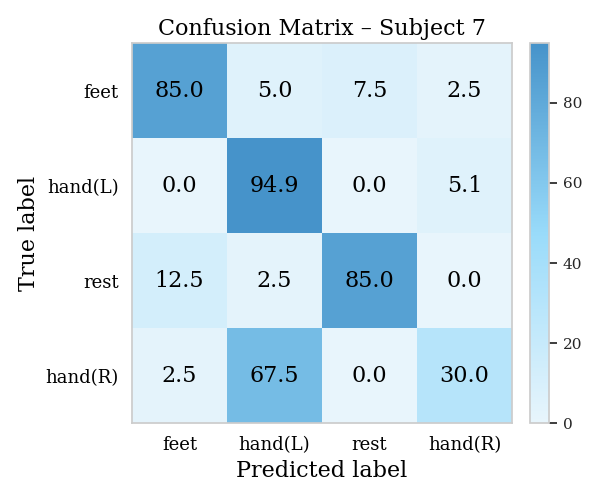 Confusion Matrix – Subject 7
feet 85.0 5.0 7.5 2.5
hand(L) 0.0 94.9 0.0 5.1
rest 12.5 2.5 85.0 0.0
hand(R) 2.5 67.5 0.0 30.0
feet hand(L) rest hand(R)
Predicted label
True label
80
60
40
20
0